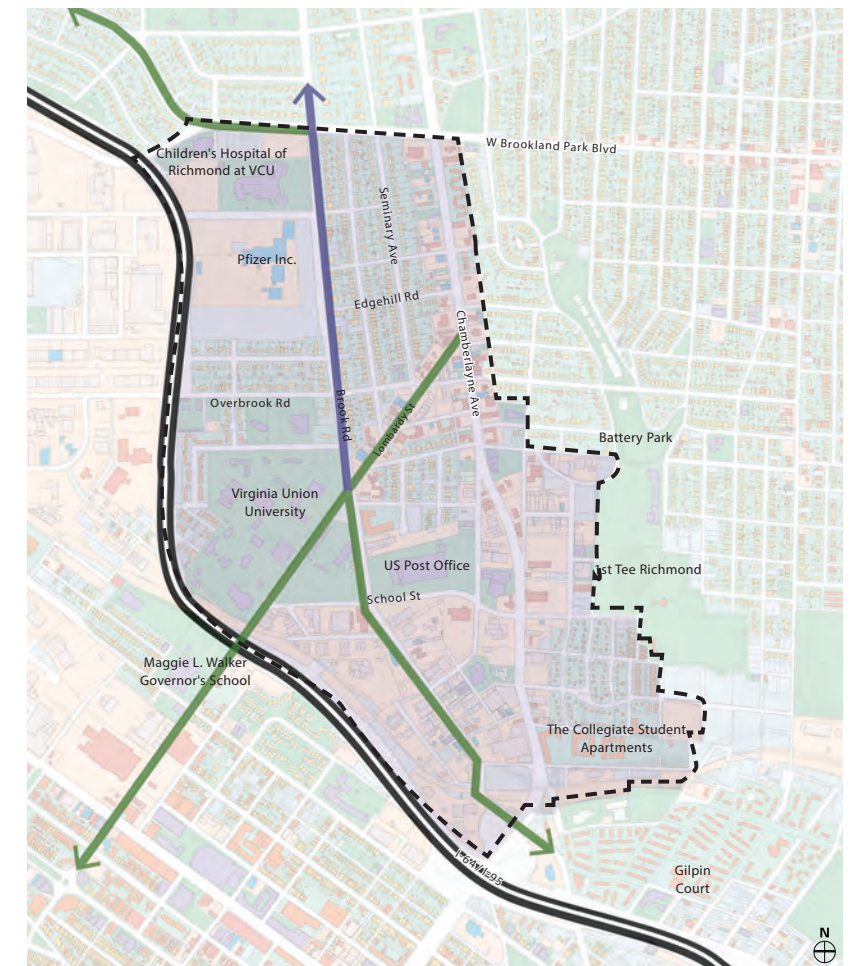 W Brookland Park Blvd
Children's Hospital of
Richmond at VCU
Seminary Ave
Pfizer Inc.
Edgehill Rd
Chamberlayne Ave
Overbrook Rd
Brook Rd
Lombardy St
Battery Park
Virginia Union
University
US Post Office
1st Tee Richmond
School St
Maggie L. Walker
Governor's School
The Collegiate Student
Apartments
I-64/I-95
Gilpin
Court
N